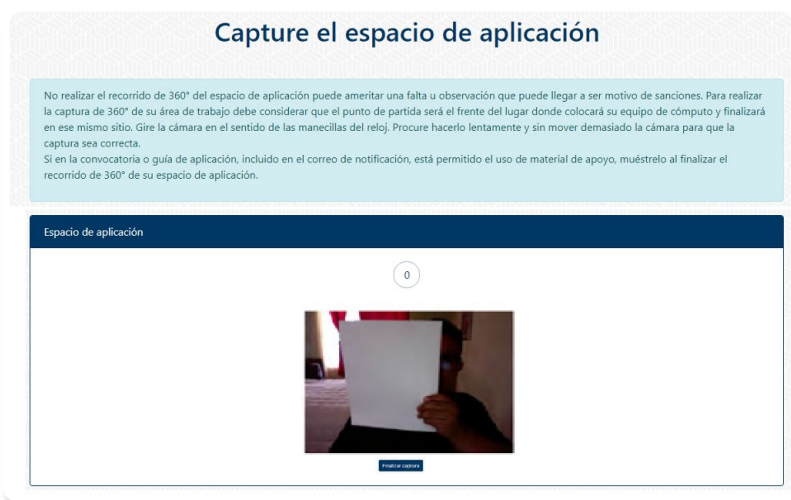 Capture el espacio de aplicación
No realizar el recorrido de 360° del espacio de aplicación puede ameritar una falta u observación que puede llegar a ser motivo de sanciones. Para realizar
la captura de 360° de su área de trabajo debe considerar que el punto de partida será el frente del lugar donde colocará su equipo de cómputo y finalizará
en ese mismo sitio. Gire la cámara en el sentido de las manecillas del reloj. Procure hacerlo lentamente y sin mover demasiado la cámara para que la
captura sea correcta.
Si en la convocatoria o guía de aplicación, incluido en el correo de notificación, está permitido el uso de material de apoyo, muéstrelo al finalizar el
recorrido de 360° de su espacio de aplicación.
Espacio de aplicación
0
Finalizar captura